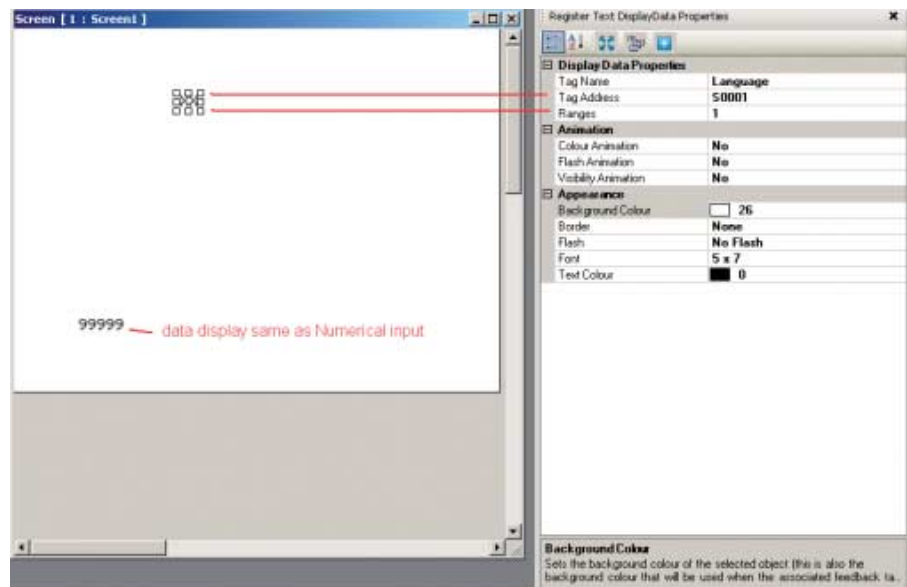 Screen [ 1 : Screen1 ]
99999
data display same as Numerical input
Register Text DisplayData Properties
Display Data Properties
Tag Name Language
Tag Address S0001
Ranges 1
Animation
Colour Animation No
Flash Animation No
Visibility Animation No
Appearance
Background Colour 26
Border None
Flash No Flash
Font 5 x 7
Text Colour 0
Background Colour
Sets the background colour of the selected object (this is also the
background colour that will be used when the associated feedback ta